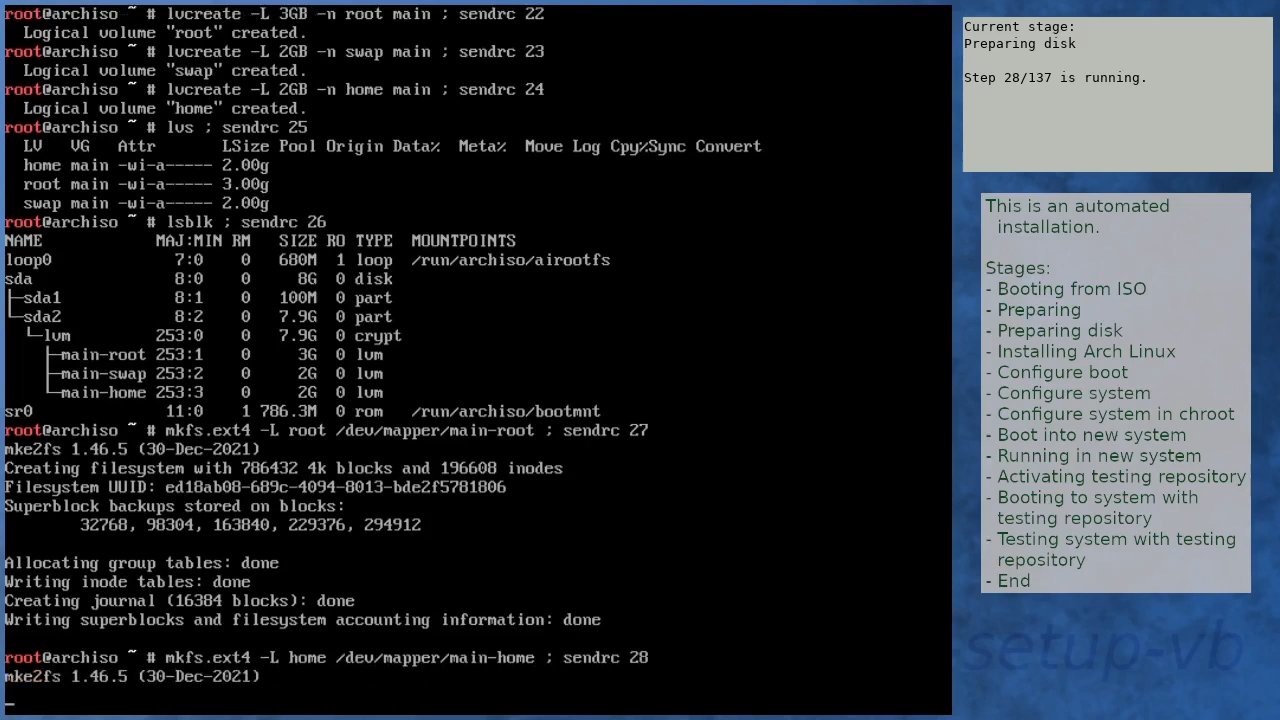 root@archiso ~ # lvcreate -L 3GB -n root main ; sendrc 22
  Logical volume "root" created.
root@archiso ~ # lvcreate -L 2GB -n swap main ; sendrc 23
  Logical volume "swap" created.
root@archiso ~ # lvcreate -L 2GB -n home main ; sendrc 24
  Logical volume "home" created.
root@archiso ~ # lvs ; sendrc 25
  LV   VG   Attr       LSize Pool Origin Data%  Meta%  Move Log Cpy%Sync Convert
  home main -wi-a----- 2.00g
  root main -wi-a----- 3.00g
  swap main -wi-a----- 2.00g
root@archiso ~ # lsblk ; sendrc 26
NAME            MAJ:MIN RM   SIZE RO TYPE  MOUNTPOINTS
loop0             7:0    0   680M  1 loop  /run/archiso/airootfs
sda               8:0    0     8G  0 disk
├─sda1            8:1    0   100M  0 part
└─sda2            8:2    0   7.9G  0 part
  └─lvm         253:0    0   7.9G  0 crypt
    ├─main-root 253:1    0     3G  0 lvm
    ├─main-swap 253:2    0     2G  0 lvm
    └─main-home 253:3    0     2G  0 lvm
sr0              11:0    1 786.3M  0 rom   /run/archiso/bootmnt
root@archiso ~ # mkfs.ext4 -L root /dev/mapper/main-root ; sendrc 27
mke2fs 1.46.5 (30-Dec-2021)
Creating filesystem with 786432 4k blocks and 196608 inodes
Filesystem UUID: ed18ab08-689c-4094-8013-bde2f5781806
Superblock backups stored on blocks:
        32768, 98304, 163840, 229376, 294912

Allocating group tables: done
Writing inode tables: done
Creating journal (16384 blocks): done
Writing superblocks and filesystem accounting information: done

root@archiso ~ # mkfs.ext4 -L home /dev/mapper/main-home ; sendrc 28
mke2fs 1.46.5 (30-Dec-2021)
Current stage:
Preparing disk

Step 28/137 is running.
This is an automated
installation.

Stages:
- Booting from ISO
- Preparing
- Preparing disk
- Installing Arch Linux
- Configure boot
- Configure system
- Configure system in chroot
- Boot into new system
- Running in new system
- Activating testing repository
- Booting to system with
testing repository
- Testing system with testing
repository
- End
setup-vb